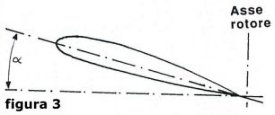 Asse
rotore
α
figura 3